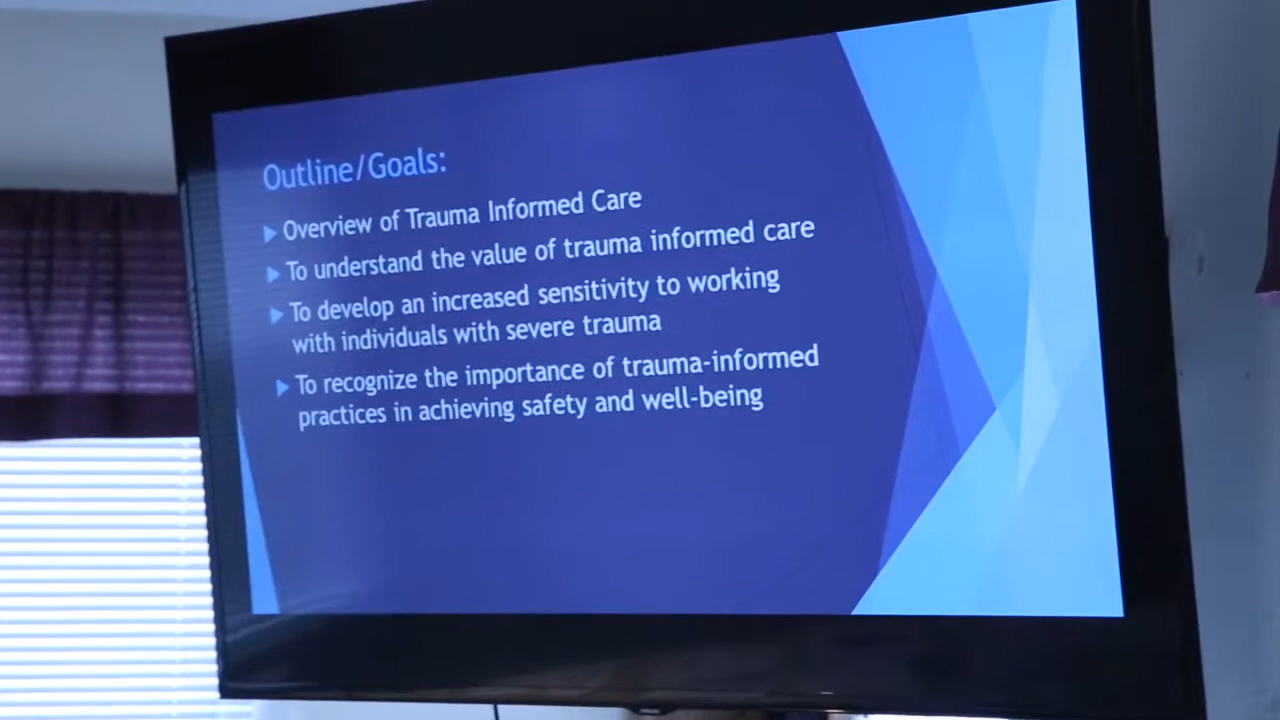 Outline/Goals:
Overview of Trauma Informed Care
To understand the value of trauma informed care
To develop an increased sensitivity to working
with individuals with severe trauma
To recognize the importance of trauma-informed
practices in achieving safety and well-being